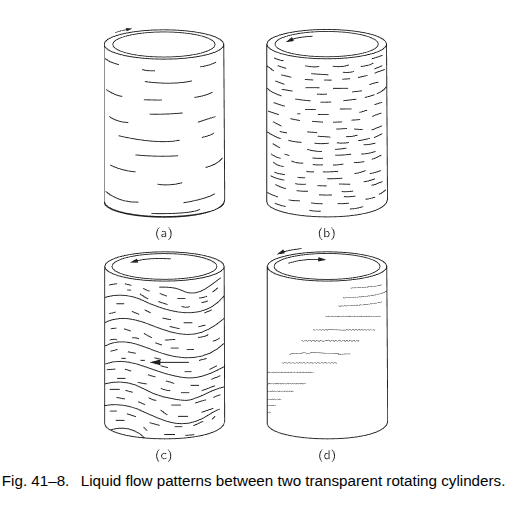 (a)
(b)
(c)
(d)
Fig. 41–8. Liquid flow patterns between two transparent rotating cylinders.